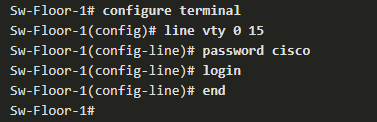 Sw-Floor-1# configure terminal
Sw-Floor-1(config)# line vty 0 15
Sw-Floor-1(config-line)# password cisco
Sw-Floor-1(config-line)# login
Sw-Floor-1(config-line)# end
Sw-Floor-1#